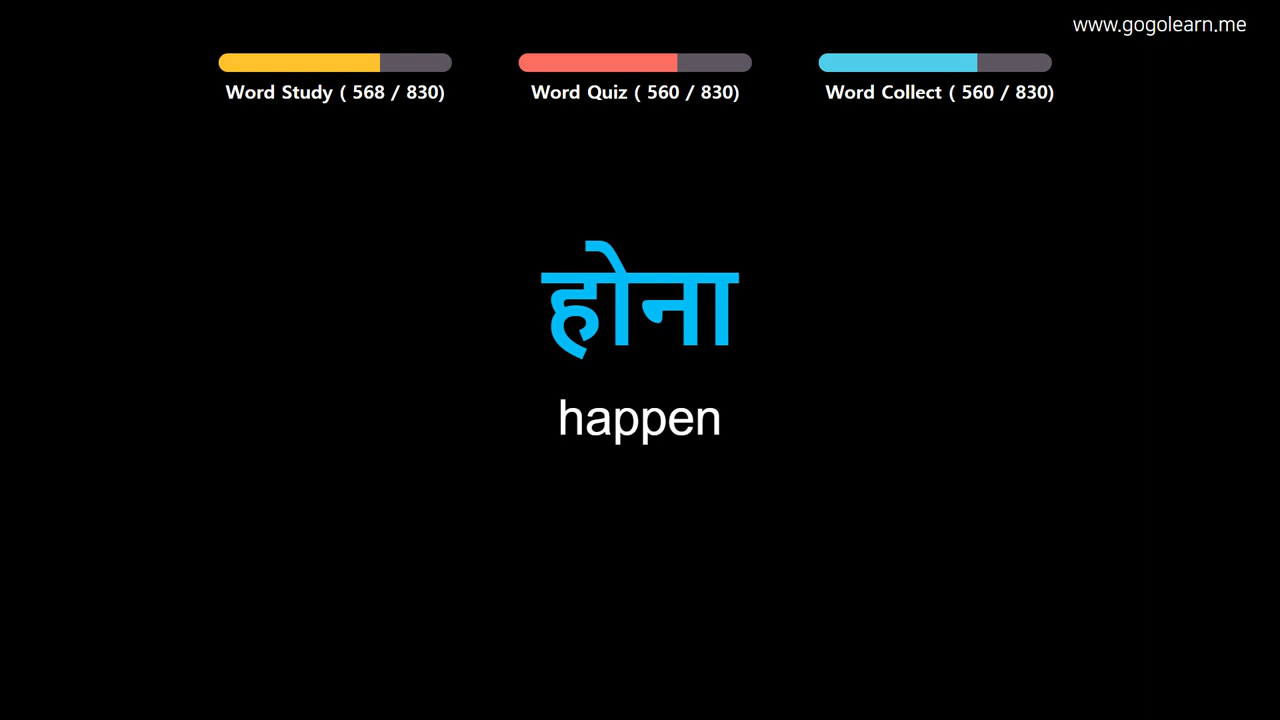 www.gogolearn.me
Word Study ( 568 / 830)
Word Quiz ( 560 / 830)
Word Collect ( 560 / 830)
होना
happen